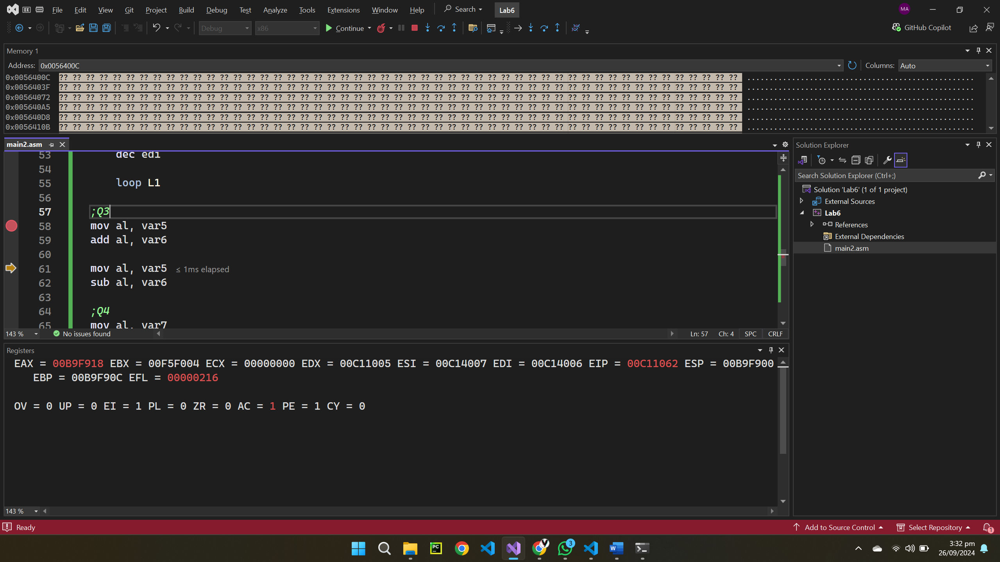 File Edit View Git Project Build Debug Test Analyze Tools Extensions Window Help Search Lab6 MA
Debug x86 Continue GitHub Copilot
Memory 1
Address: 0x0056400C Columns: Auto
0x0056400C ?? ?? ?? ?? ?? ?? ?? ?? ?? ?? ?? ?? ?? ?? ?? ?? ?? ?? ?? ?? ?? ?? ?? ?? ?? ?? ?? ?? ?? ?? ?? ?? ?? ?? ?? ?? ?? ?? ?? ?? ?? ?? ?? ?? ?? ?? ?? ?? ?? ?? ?? ...................................................
0x0056403F ?? ?? ?? ?? ?? ?? ?? ?? ?? ?? ?? ?? ?? ?? ?? ?? ?? ?? ?? ?? ?? ?? ?? ?? ?? ?? ?? ?? ?? ?? ?? ?? ?? ?? ?? ?? ?? ?? ?? ?? ?? ?? ?? ?? ?? ?? ?? ?? ?? ?? ?? ...................................................
0x00564072 ?? ?? ?? ?? ?? ?? ?? ?? ?? ?? ?? ?? ?? ?? ?? ?? ?? ?? ?? ?? ?? ?? ?? ?? ?? ?? ?? ?? ?? ?? ?? ?? ?? ?? ?? ?? ?? ?? ?? ?? ?? ?? ?? ?? ?? ?? ?? ?? ?? ?? ?? ...................................................
0x005640A5 ?? ?? ?? ?? ?? ?? ?? ?? ?? ?? ?? ?? ?? ?? ?? ?? ?? ?? ?? ?? ?? ?? ?? ?? ?? ?? ?? ?? ?? ?? ?? ?? ?? ?? ?? ?? ?? ?? ?? ?? ?? ?? ?? ?? ?? ?? ?? ?? ?? ?? ?? ...................................................
0x005640D8 ?? ?? ?? ?? ?? ?? ?? ?? ?? ?? ?? ?? ?? ?? ?? ?? ?? ?? ?? ?? ?? ?? ?? ?? ?? ?? ?? ?? ?? ?? ?? ?? ?? ?? ?? ?? ?? ?? ?? ?? ?? ?? ?? ?? ?? ?? ?? ?? ?? ?? ?? ...................................................
0x0056410B ?? ?? ?? ?? ?? ?? ?? ?? ?? ?? ?? ?? ?? ?? ?? ?? ?? ?? ?? ?? ?? ?? ?? ?? ?? ?? ?? ?? ?? ?? ?? ?? ?? ?? ?? ?? ?? ?? ?? ?? ?? ?? ?? ?? ?? ?? ?? ?? ?? ?? ?? ...................................................
main2.asm
53 dec edi
54
55 loop L1
56
57 ;Q3
58 mov al, var5
59 add al, var6
60
61 mov al, var5 ≤ 1ms elapsed
62 sub al, var6
63
64 ;Q4
65 mov al, var7
143 % No issues found Ln: 57 Ch: 4 SPC CRLF
Solution Explorer
Search Solution Explorer (Ctrl+;)
Solution 'Lab6' (1 of 1 project)
External Sources
Lab6
References
External Dependencies
main2.asm
Registers
EAX = 00B9F918 EBX = 00F5F004 ECX = 00000000 EDX = 00C11005 ESI = 00C14007 EDI = 00C14006 EIP = 00C11062 ESP = 00B9F900
EBP = 00B9F90C EFL = 00000216
OV = 0 UP = 0 EI = 1 PL = 0 ZR = 0 AC = 1 PE = 1 CY = 0
143 %
Ready Add to Source Control Select Repository 1
PC W 3
3:32 pm
26/09/2024